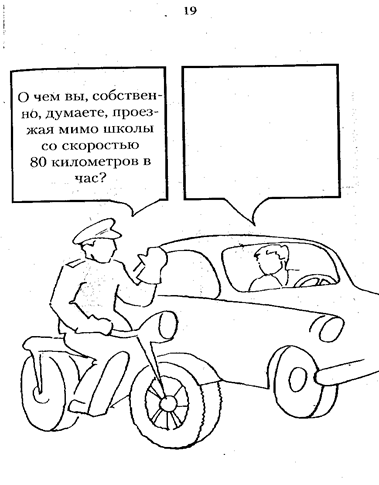 19
О чем вы, собствен-
но, думаете, проез-
жая мимо школы
со скоростью
80 километров в
час?